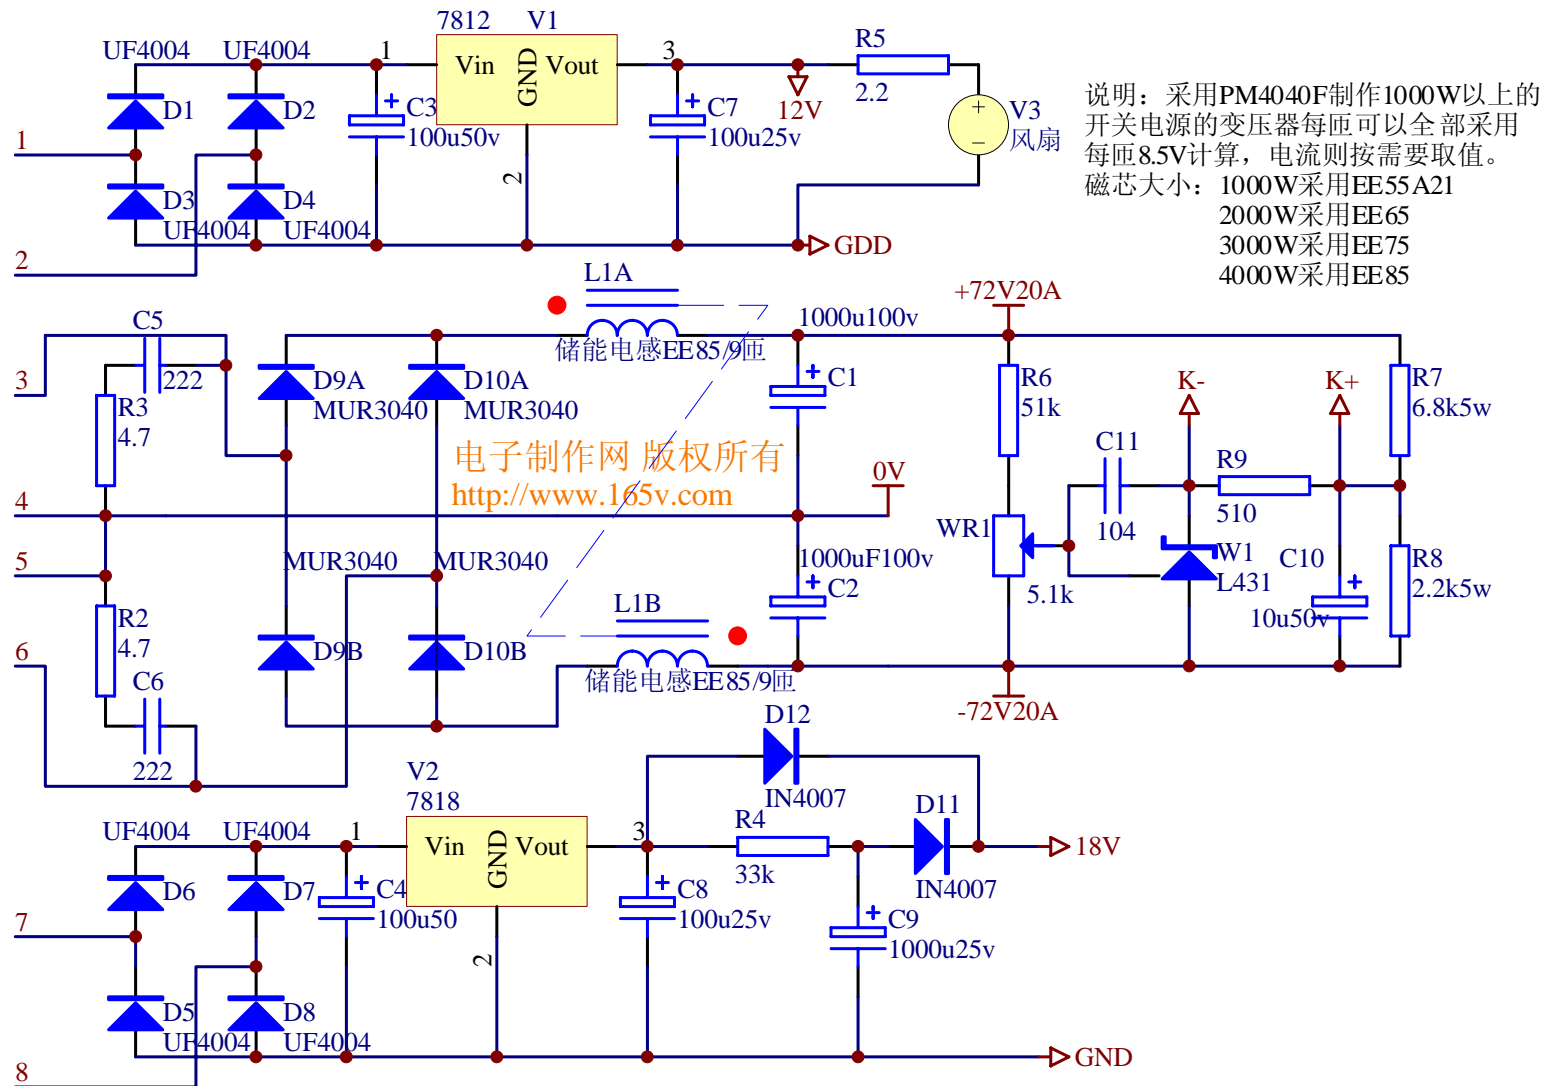 7812 V1
UF4004 UF4004
1
Vin GND Vout
3
2
D1 D2
D3 D4
UF4004 UF4004
C3
100u50v
C7
100u25v
12V
R5
2.2
V3
风扇
GDD
1
2
说明：采用PM4040F制作1000W以上的
开关电源的变压器每匝可以全部采用
每匝8.5V计算，电流则按需要取值。
磁芯大小：1000W采用EE55A21
2000W采用EE65
3000W采用EE75
4000W采用EE85
L1A
储能电感EE85/9匝
+72V20A
1000u100v
C5
222
3
R3
4.7
D9A
MUR3040
D10A
MUR3040
C1
R6
51k
K-
K+
R7
6.8k5w
电子制作网 版权所有
http://www.165v.com
0V
C11
104
R9
510
4
5
WR1
5.1k
W1
L431
C10
10u50v
R8
2.2k5w
MUR3040 MUR3040
1000uF100v
C2
L1B
储能电感EE85/9匝
R2
4.7
6
D9B
D10B
C6
222
-72V20A
D12
IN4007
V2
7818
UF4004 UF4004
1
Vin GND Vout
3
2
R4
33k
D11
IN4007
18V
D6 D7
C4
100u50
C8
100u25v
C9
1000u25v
7
D5 D8
UF4004 UF4004
GND
8